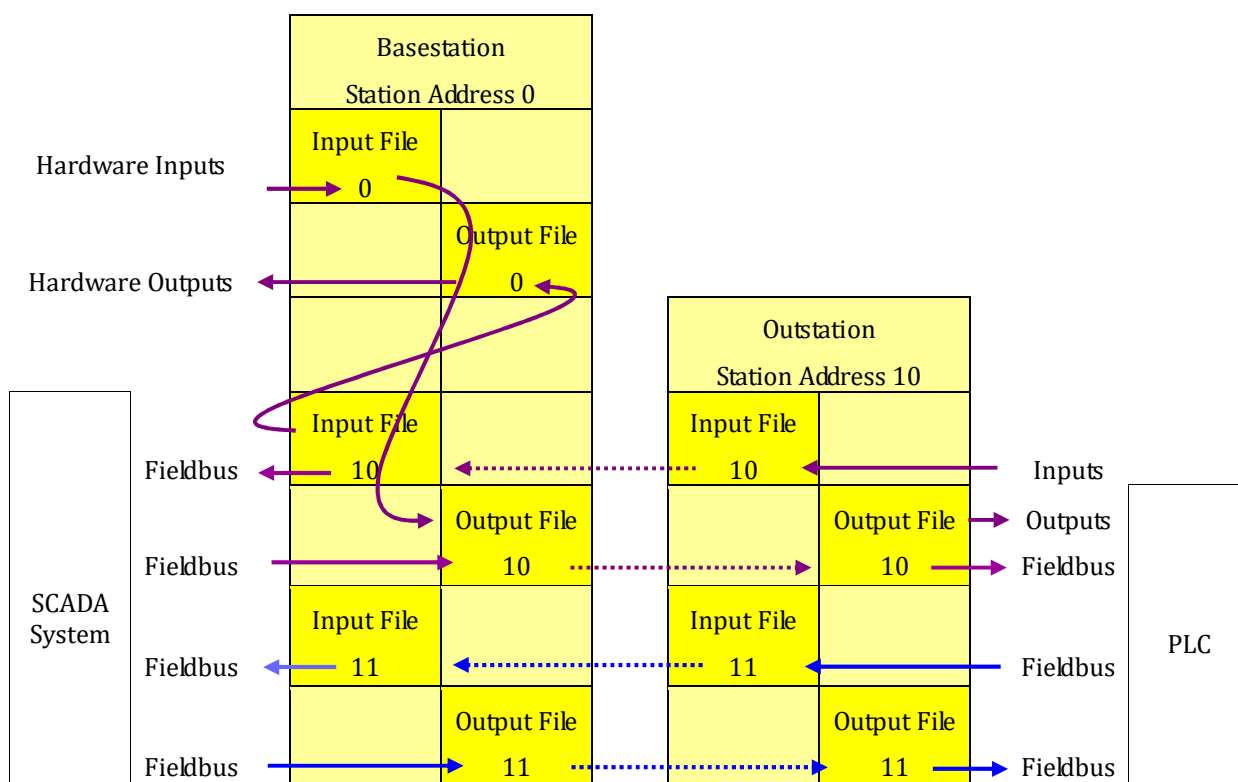 Basestation
Station Address 0
Input File
0
Hardware Inputs
Output File
0
Hardware Outputs
Outstation
Station Address 10
Input File
10
Fieldbus
Input File
10
Inputs
Output File
10
Fieldbus
Output File
10
Outputs
Fieldbus
SCADA
System
PLC
Input File
11
Fieldbus
Input File
11
Fieldbus
Output File
11
Fieldbus
Output File
11
Fieldbus